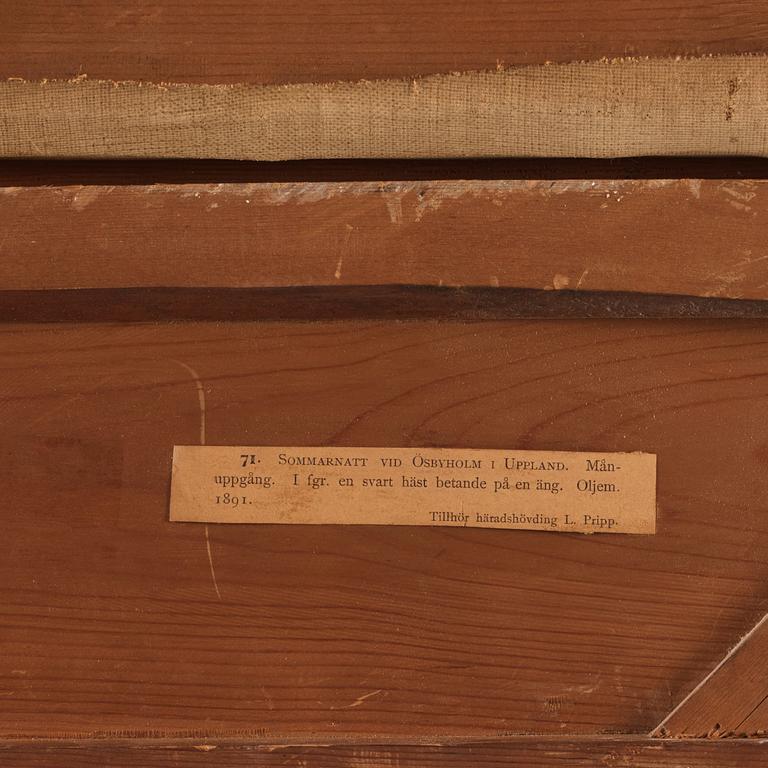 71. SOMMARNATT VID ÖSBYHOLM I UPPLAND. Mån-
uppgång. I fgr. en svart häst betande på en äng. Oljem.
1891.
Tillhör häradshövding L. Pripp.